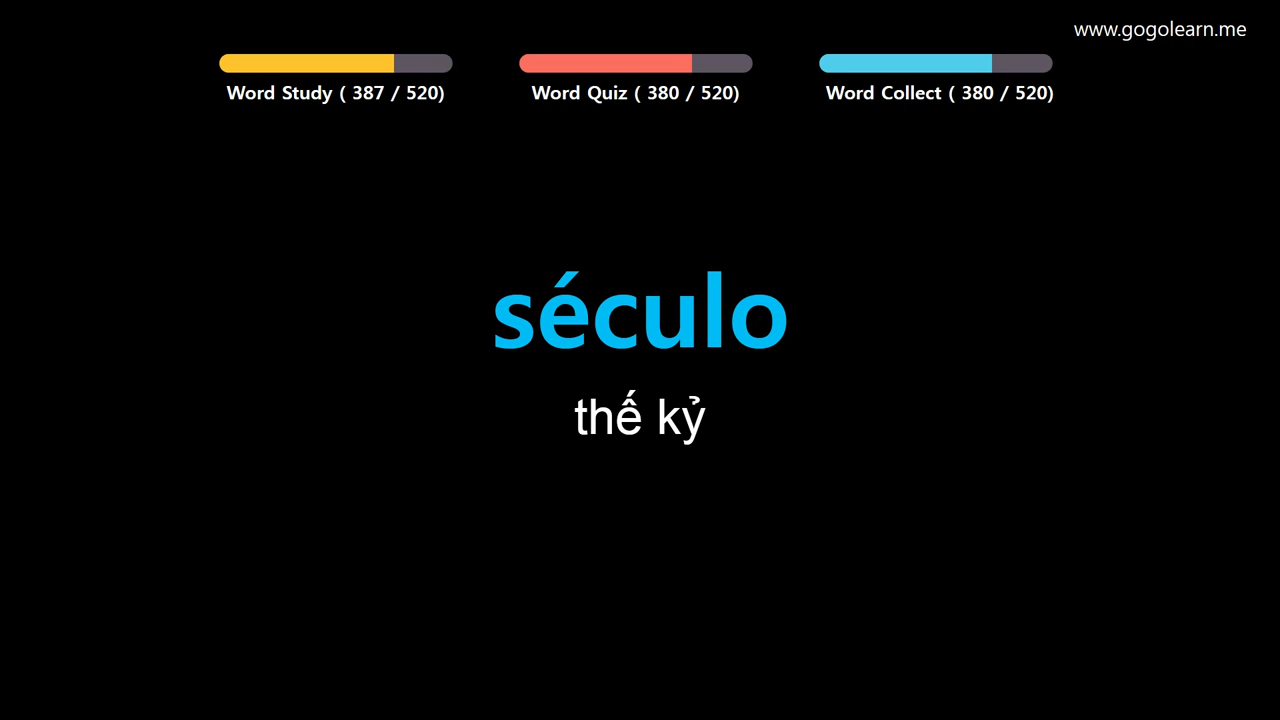 www.gogolearn.me
Word Study ( 387 / 520)
Word Quiz ( 380 / 520)
Word Collect ( 380 / 520)
século
thế kỷ